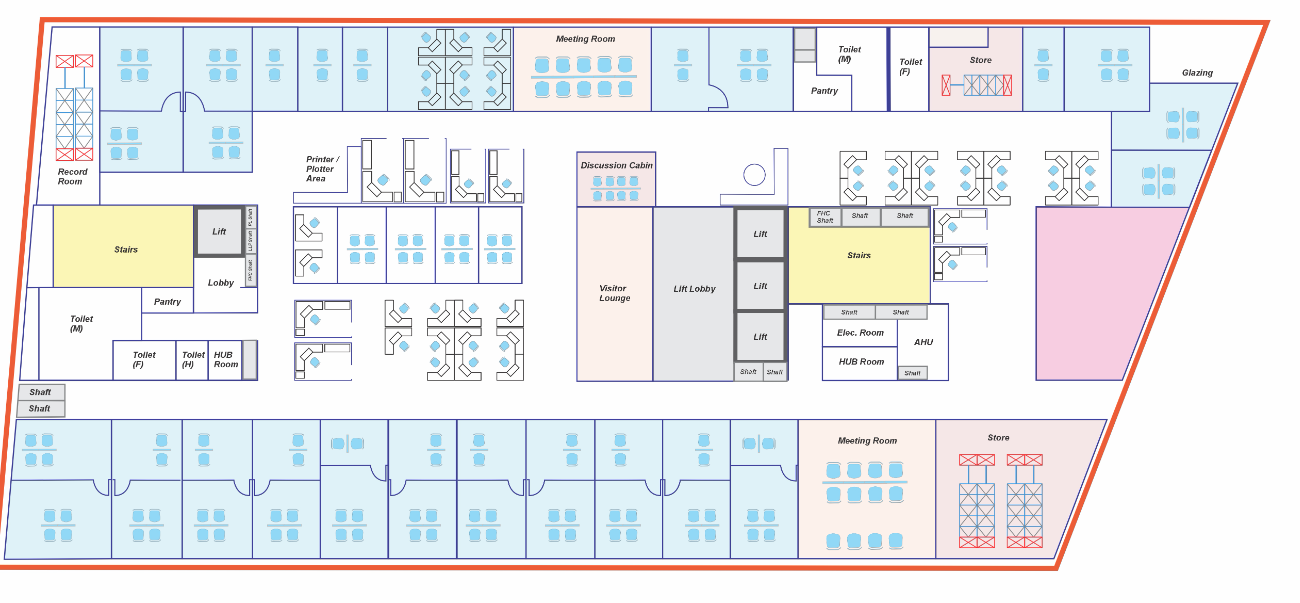 Meeting Room
Toilet
(M)
Toilet
(F)
Store
Glazing
Pantry
Record
Room
Printer /
Plotter
Area
Discussion Cabin
Stairs
Lift
Lobby
Pantry
Toilet
(M)
Toilet
(F)
Toilet
(H)
HUB
Room
Visitor
Lounge
Lift Lobby
Lift
Lift
Lift
Shaft
Shaft
FHC
Shaft
Shaft
Shaft
Stairs
Shaft
Shaft
Elec. Room
AHU
HUB Room
Shaft
Shaft
Shaft
Meeting Room
Store